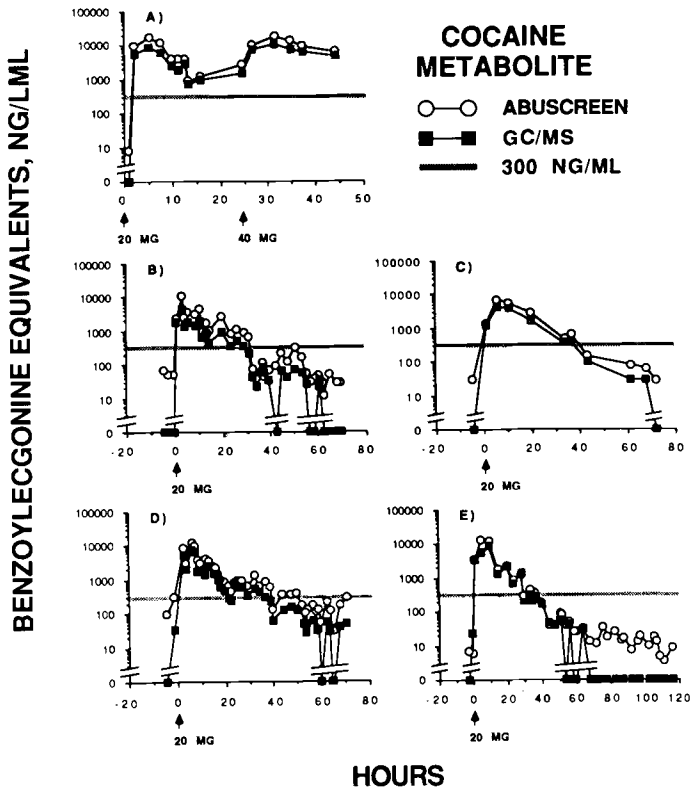 A)
100000
10000
1000
100
10
0
0 10 20 30 40 50
20 MG 40 MG
COCAINE
METABOLITE
ABUSCREEN
GC/MS
300 NG/ML
BENZOYLECGONINE EQUIVALENTS, NG/LML
B)
100000
10000
1000
100
10
0
-20 0 20 40 60 80
20 MG
C)
100000
10000
1000
100
10
0
-20 0 20 40 60 80
20 MG
D)
100000
10000
1000
100
10
0
-20 0 20 40 60 80
20 MG
E)
100000
10000
1000
100
10
0
-20 0 20 40 60 80 100 120
20 MG
HOURS